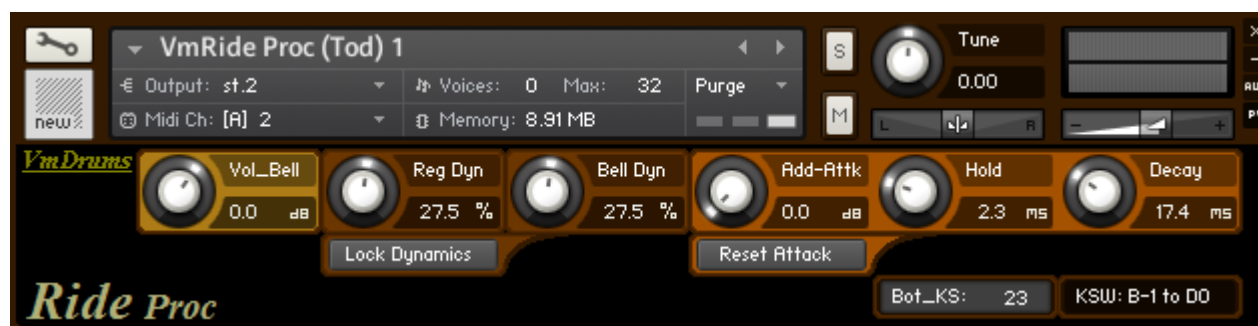 VmRide Proc (Tod) 1
Output: st.2
Voices: 0 Max: 32
Purge
new
Midi Ch: [A] 2
Memory: 8.91 MB
S
M
Tune
0.00
L
R
-
+
VmDrums
Vol_Bell
0.0 dB
Reg Dyn
27.5 %
Bell Dyn
27.5 %
Add-Attk
0.0 dB
Hold
2.3 ms
Decay
17.4 ms
Lock Dynamics
Reset Attack
Ride Proc
Bot_KS: 23
KSW: B-1 to D0